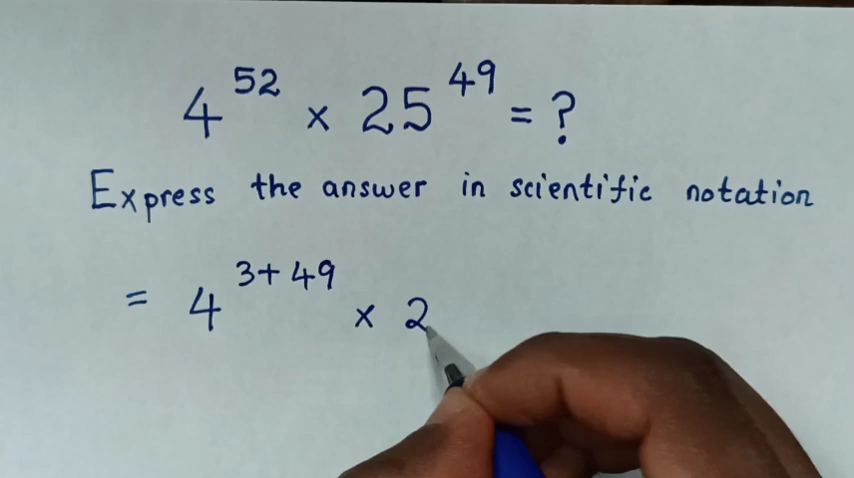 4^52 × 25^49 = ?
Express the answer in scientific notation
= 4^3+49 × 2